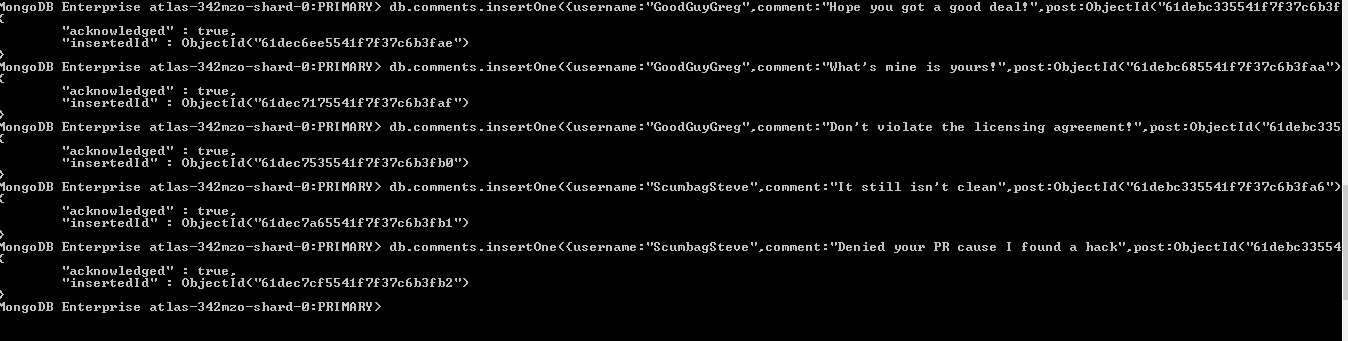 MongoDB Enterprise atlas-342mzo-shard-0:PRIMARY> db.comments.insertOne({username:"GoodGuyGreg",comment:"Hope you got a good deal!",post:ObjectId("61debc335541f7f37c6b3f
{
"acknowledged" : true,
"insertedId" : ObjectId("61dec6ee5541f7f37c6b3fae")
}
MongoDB Enterprise atlas-342mzo-shard-0:PRIMARY> db.comments.insertOne({username:"GoodGuyGreg",comment:"What's mine is yours!",post:ObjectId("61debc685541f7f37c6b3faa")
{
"acknowledged" : true,
"insertedId" : ObjectId("61dec7175541f7f37c6b3faf")
}
MongoDB Enterprise atlas-342mzo-shard-0:PRIMARY> db.comments.insertOne({username:"GoodGuyGreg",comment:"Don't violate the licensing agreement!",post:ObjectId("61debc335
{
"acknowledged" : true,
"insertedId" : ObjectId("61dec7535541f7f37c6b3fb0")
}
MongoDB Enterprise atlas-342mzo-shard-0:PRIMARY> db.comments.insertOne({username:"ScumbagSteve",comment:"It still isn't clean",post:ObjectId("61debc335541f7f37c6b3fa6")
{
"acknowledged" : true,
"insertedId" : ObjectId("61dec7a65541f7f37c6b3fb1")
}
MongoDB Enterprise atlas-342mzo-shard-0:PRIMARY> db.comments.insertOne({username:"ScumbagSteve",comment:"Denied your PR cause I found a hack",post:ObjectId("61debc33554
{
"acknowledged" : true,
"insertedId" : ObjectId("61dec7cf5541f7f37c6b3fb2")
}
MongoDB Enterprise atlas-342mzo-shard-0:PRIMARY>